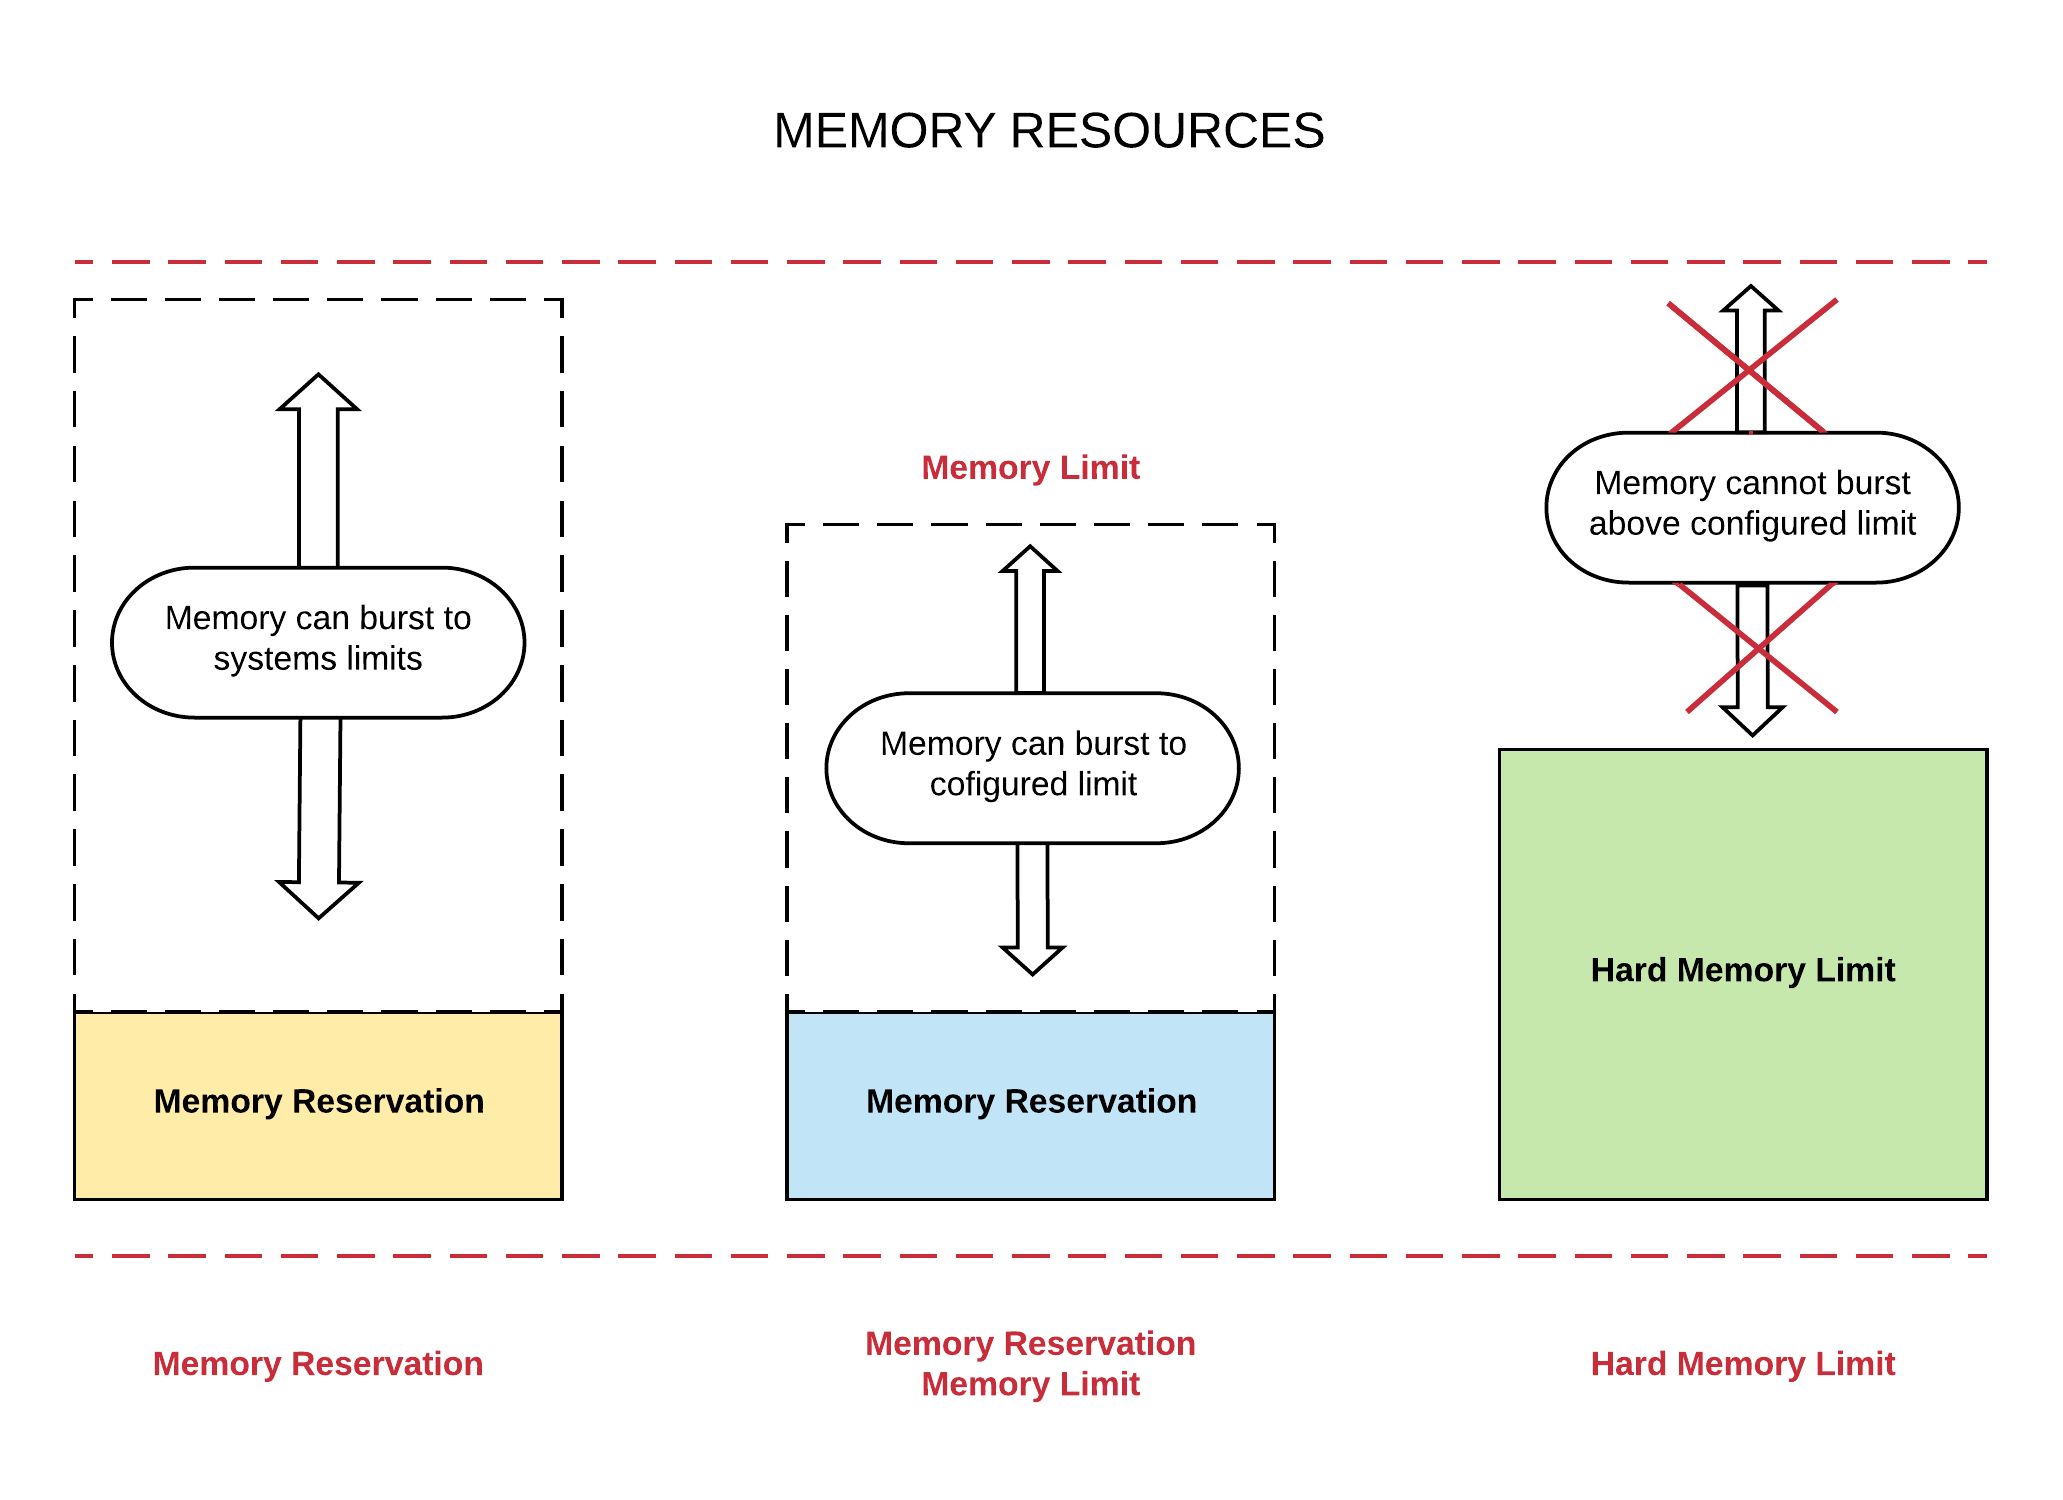 MEMORY RESOURCES
Memory can burst to
systems limits
Memory Reservation
Memory Limit
Memory can burst to
cofigured limit
Memory Reservation
Memory cannot burst
above configured limit
Hard Memory Limit
Memory Reservation
Memory Reservation
Memory Limit
Hard Memory Limit